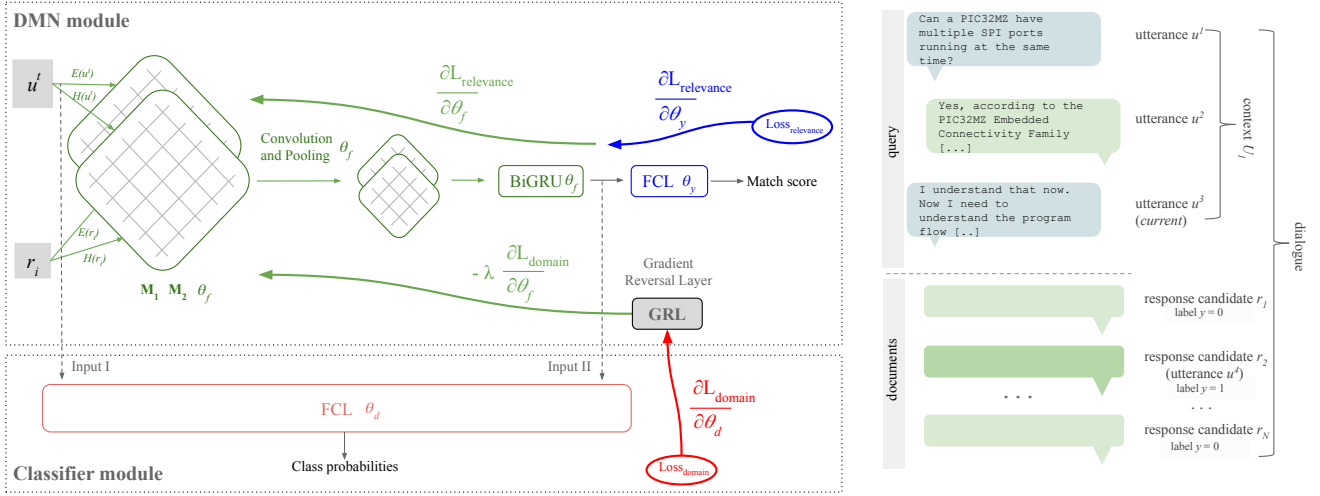 DMN module
u^t
E(u^t)
H(u^t)
∂L_relevance
∂θ_f
∂L_relevance
∂θ_y
Loss_relevance
Convolution
and Pooling θ_f
BiGRU θ_f
FCL θ_y
Match score
r_i
E(r_i)
H(r_i)
M_1 M_2 θ_f
- λ ∂L_domain
∂θ_f
Gradient
Reversal Layer
GRL
Input I
Input II
FCL θ_d
∂L_domain
∂θ_d
Class probabilities
Loss_domain
Classifier module
query
Can a PIC32MZ have
multiple SPI ports
running at the same
time?
utterance u^1
Yes, according to the
PIC32MZ Embedded
Connectivity Family
[...]
utterance u^2
I understand that now.
Now I need to
understand the program
flow [..]
utterance u^3
(current)
context U_j
dialogue
documents
response candidate r_1
label y = 0
response candidate r_2
(utterance u^4)
label y = 1
. . .
. . .
response candidate r_N
label y = 0